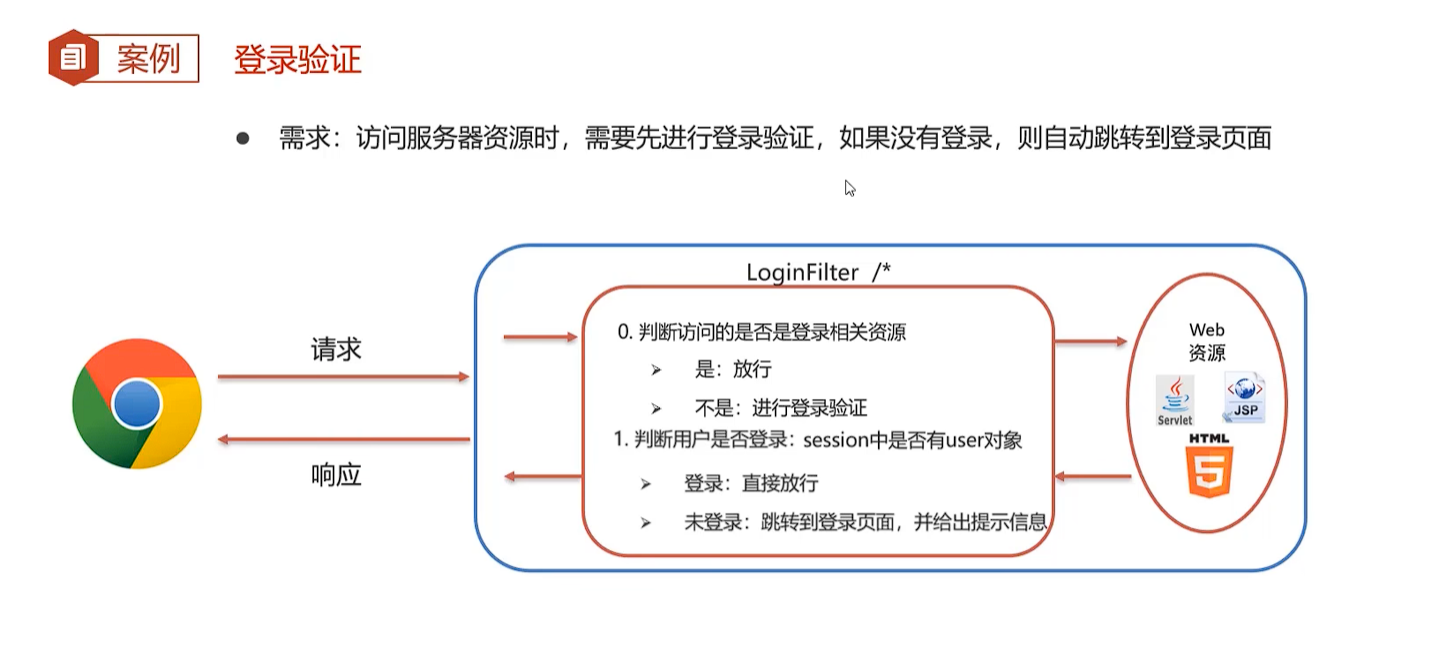 案例
登录验证
● 需求：访问服务器资源时，需要先进行登录验证，如果没有登录，则自动跳转到登录页面
LoginFilter /*
请求
响应
0. 判断访问的是否是登录相关资源
➢ 是：放行
➢ 不是：进行登录验证
1. 判断用户是否登录：session中是否有user对象
➢ 登录：直接放行
➢ 未登录：跳转到登录页面，并给出提示信息
Web
资源
Servlet
JSP
HTML
5